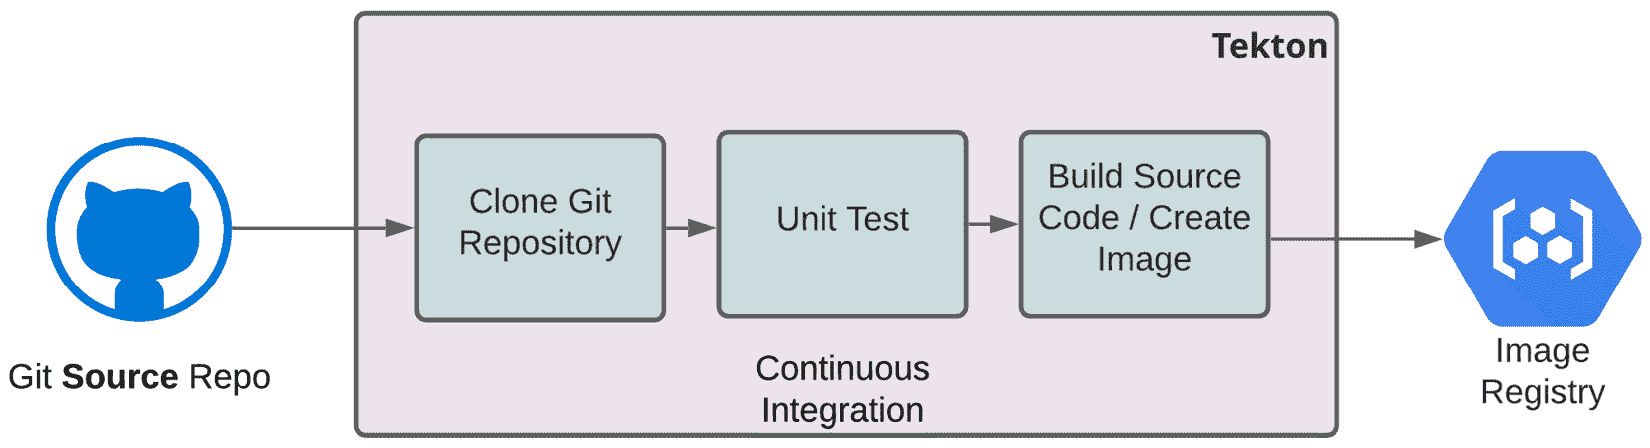 Tekton
Clone Git
Repository
Unit Test
Build Source
Code / Create
Image
Git Source Repo
Continuous
Integration
Image
Registry